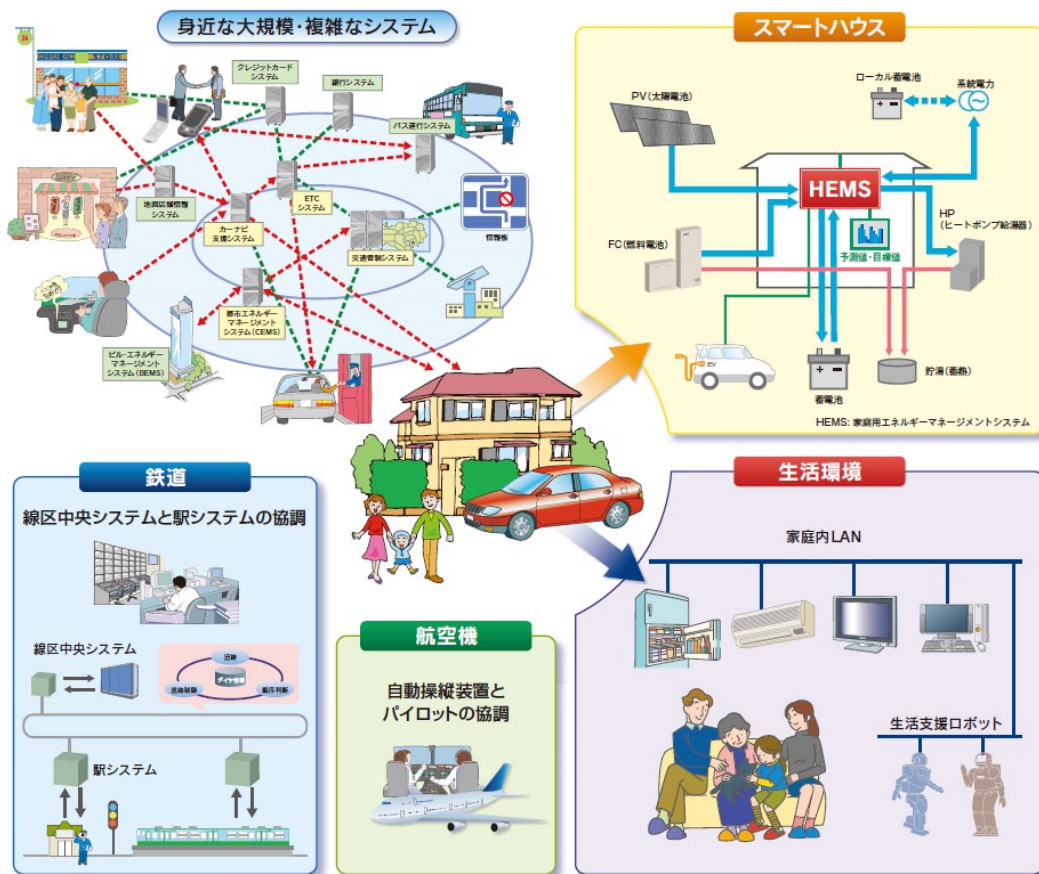 身近な大規模・複雑なシステム
クレジットカード
システム
銀行システム
バス運行システム
地図店舗情報
システム
カーナビ
支援システム
ETC
システム
交通管制システム
情報板
都市エネルギー
マネージメント
システム(CEMS)
ビル・エネルギー
マネージメント
システム(BEMS)
スマートハウス
PV(太陽電池)
ローカル蓄電池
系統電力
HEMS
FC(燃料電池)
予測値・目標値
HP
(ヒートポンプ給湯器)
EV
蓄電池
貯湯(蓄熱)
HEMS: 家庭用エネルギーマネージメントシステム
鉄道
線区中央システムと駅システムの協調
線区中央システム
追跡
ダイヤ管理
進路制御
順序判断
駅システム
航空機
自動操縦装置と
パイロットの協調
生活環境
家庭内LAN
生活支援ロボット